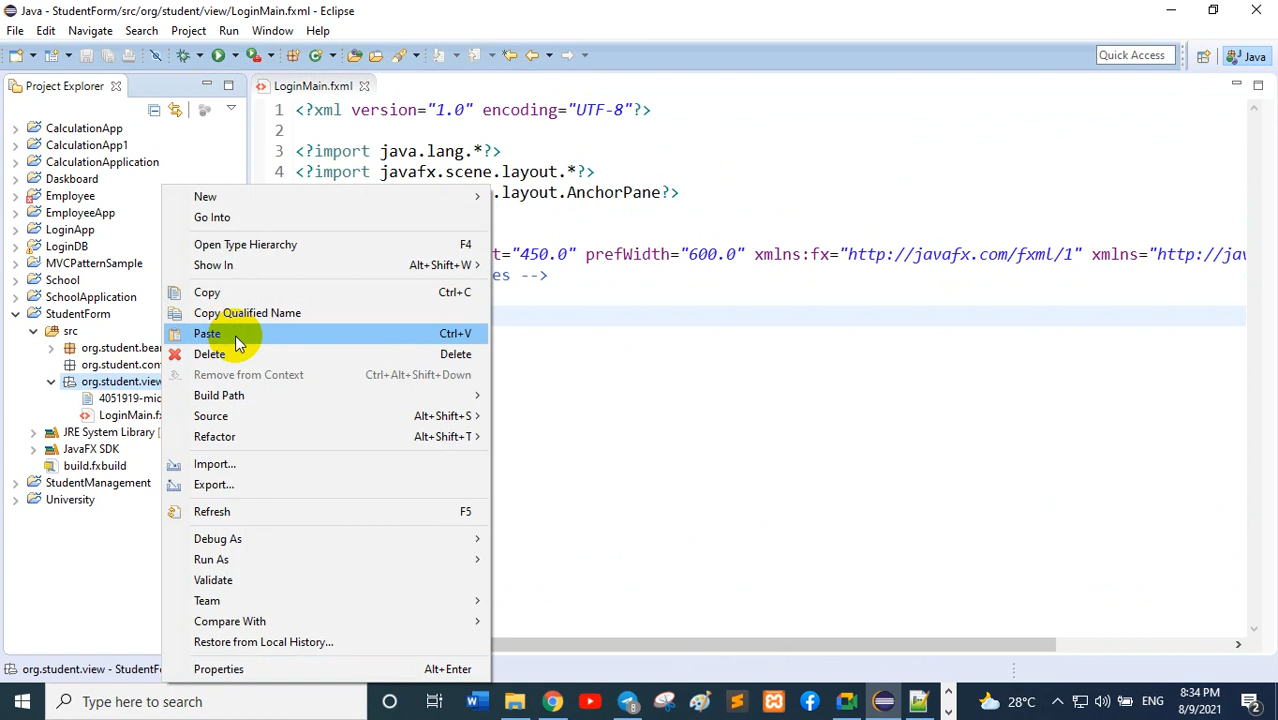 Java - StudentForm/src/org/student/view/LoginMain.fxml - Eclipse
File Edit Navigate Search Project Run Window Help
Quick Access
Java
Project Explorer
LoginMain.fxml
CalculationApp
CalculationApp1
CalculationApplication
Daskboard
Employee
EmployeeApp
LoginApp
LoginDB
MVCPatternSample
School
SchoolApplication
StudentForm
src
org.student.bea
org.student.con
org.student.view
4051919-mic
LoginMain.fx
JRE System Library [
JavaFX SDK
build.fxbuild
StudentManagement
University
1 <?xml version="1.0" encoding="UTF-8"?>
2
3 <?import java.lang.*?>
4 <?import javafx.scene.layout.*?>
.layout.AnchorPane?>
t="450.0" prefWidth="600.0" xmlns:fx="http://javafx.com/fxml/1" xmlns="http://jav
es -->
New
Go Into
Open Type Hierarchy F4
Show In Alt+Shift+W
Copy Ctrl+C
Copy Qualified Name
Paste Ctrl+V
Delete Delete
Remove from Context Ctrl+Alt+Shift+Down
Build Path
Source Alt+Shift+S
Refactor Alt+Shift+T
Import...
Export...
Refresh F5
Debug As
Run As
Validate
Team
Compare With
Restore from Local History...
Properties Alt+Enter
org.student.view - StudentF
Type here to search
8
28°C
ENG
8:34 PM
8/9/2021
2